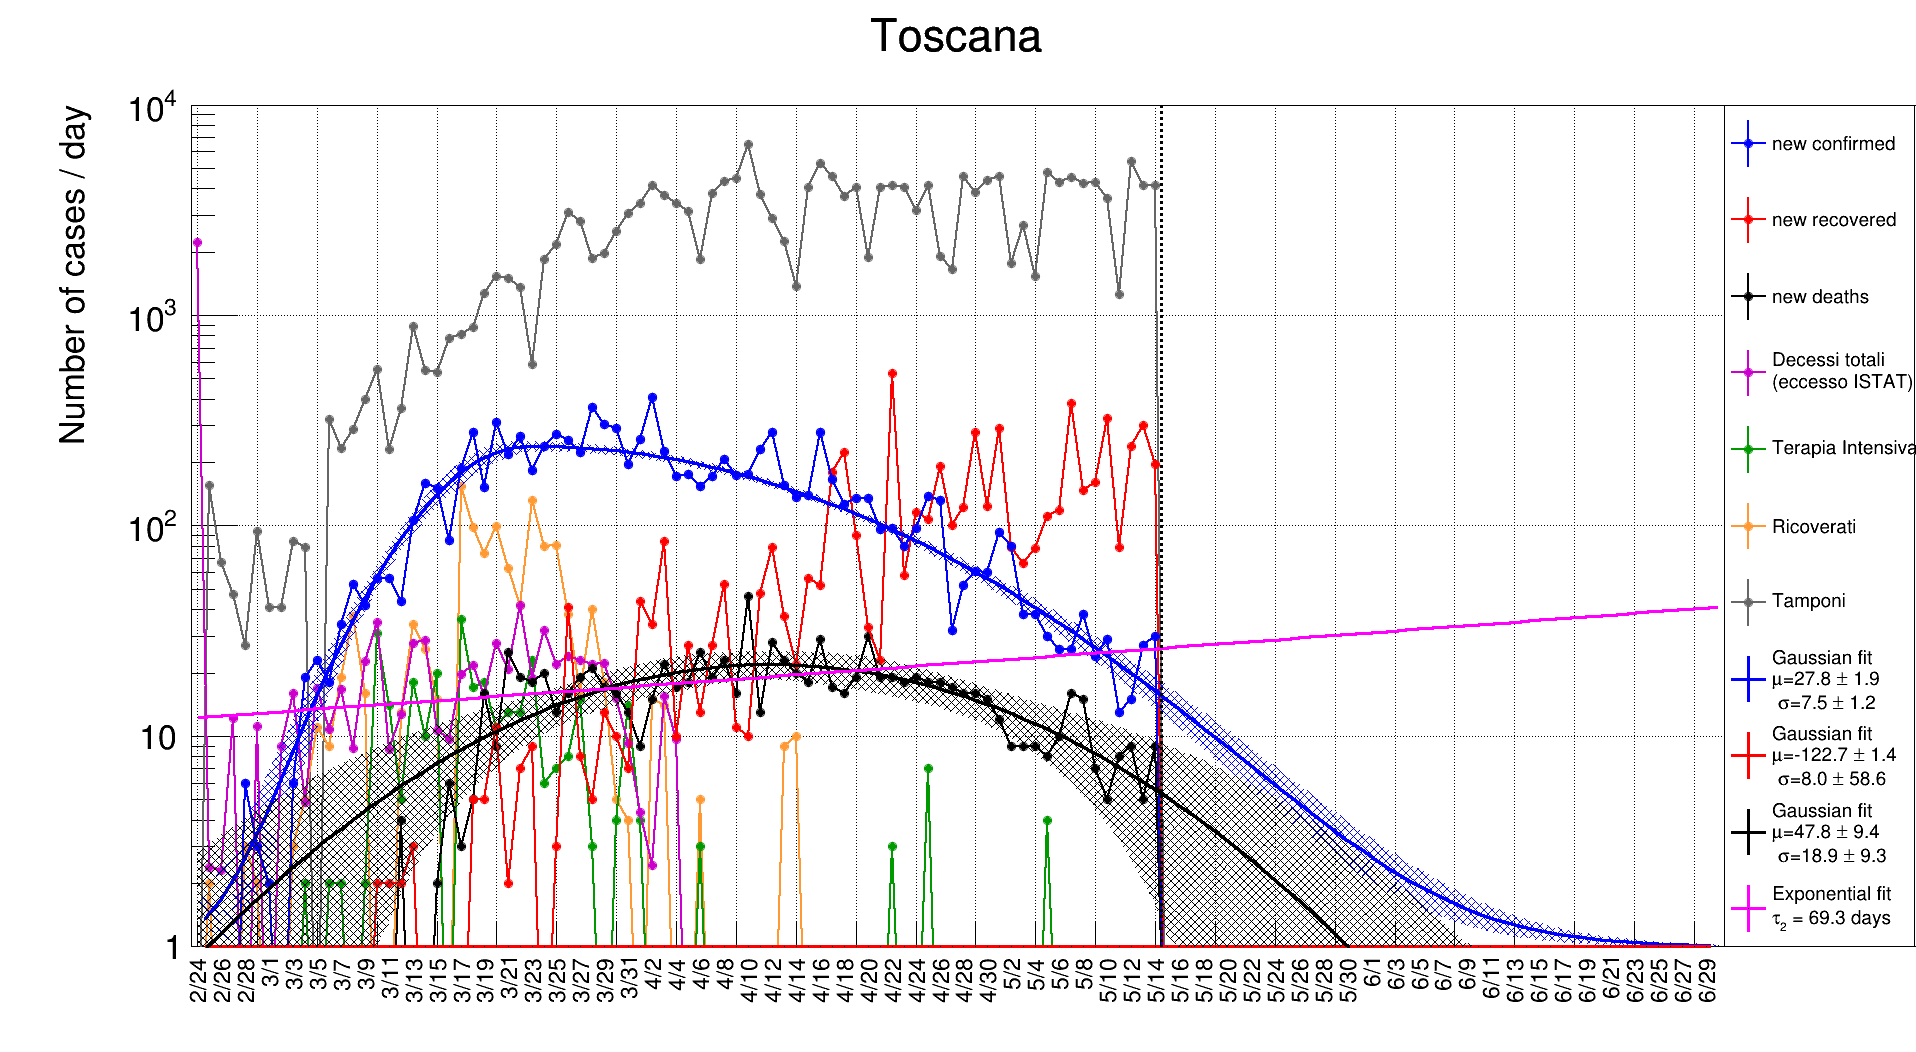 Toscana
Number of cases / day
10⁴
10³
10²
10
1
2/24 2/26 2/28 3/1 3/3 3/5 3/7 3/9 3/11 3/13 3/15 3/17 3/19 3/21 3/23 3/25 3/27 3/29 3/31 4/2 4/4 4/6 4/8 4/10 4/12 4/14 4/16 4/18 4/20 4/22 4/24 4/26 4/28 4/30 5/2 5/4 5/6 5/8 5/10 5/12 5/14 5/16 5/18 5/20 5/22 5/24 5/26 5/28 5/30 6/1 6/3 6/5 6/7 6/9 6/11 6/13 6/15 6/17 6/19 6/21 6/23 6/25 6/27 6/29
new confirmed
new recovered
new deaths
Decessi totali
(eccesso ISTAT)
Terapia Intensiva
Ricoverati
Tamponi
Gaussian fit
μ=27.8 ± 1.9
σ=7.5 ± 1.2
Gaussian fit
μ=-122.7 ± 1.4
σ=8.0 ± 58.6
Gaussian fit
μ=47.8 ± 9.4
σ=18.9 ± 9.3
Exponential fit
τ₂ = 69.3 days